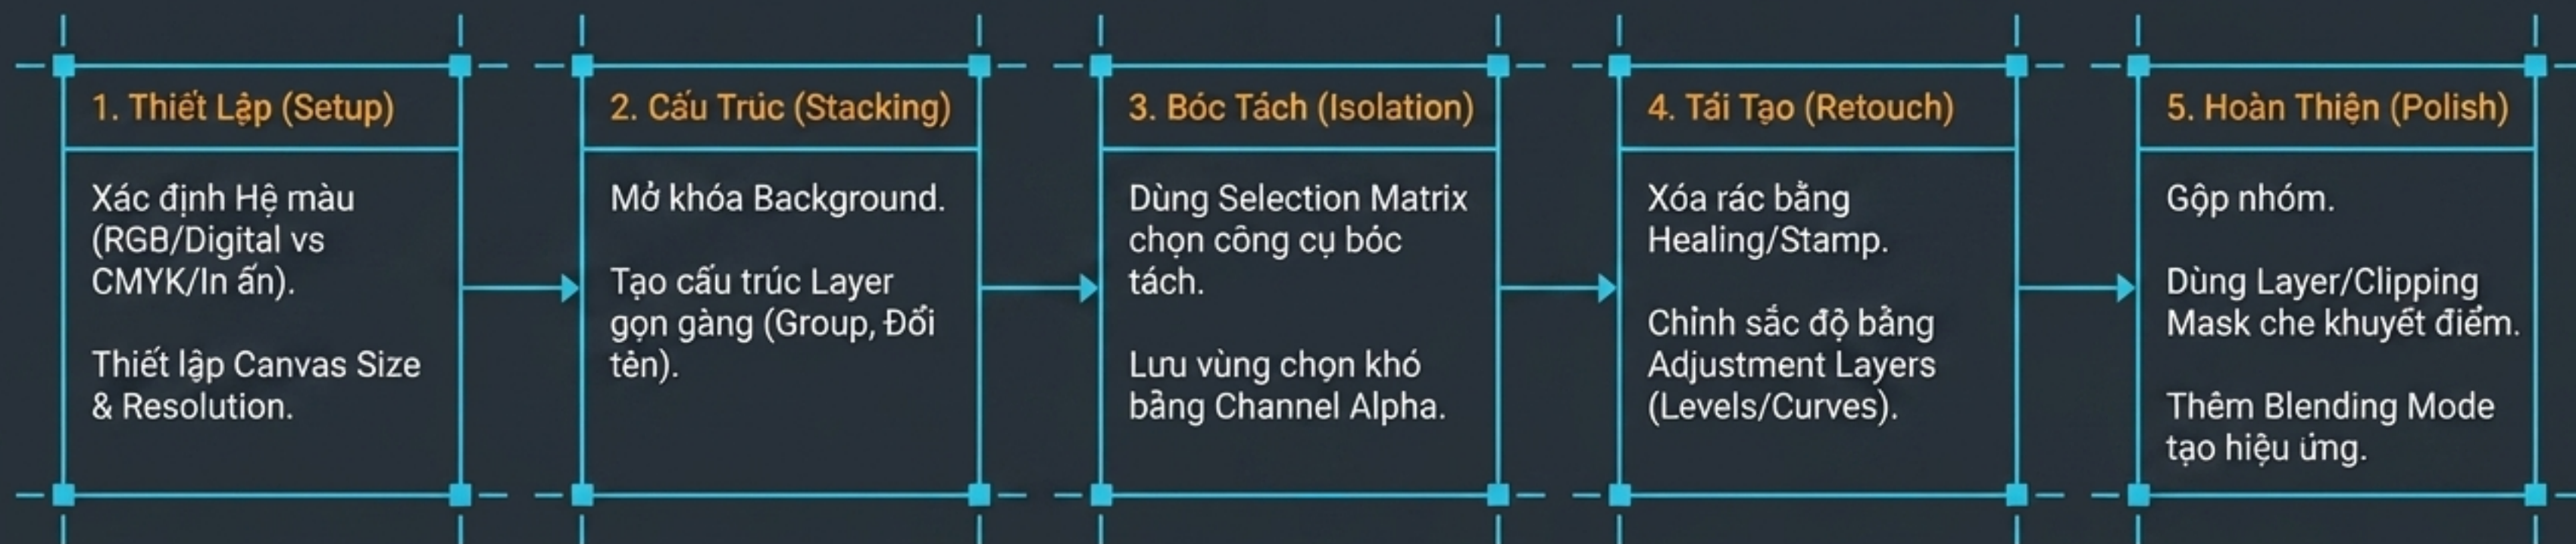 1. Thiết Lập (Setup)
Xác định Hệ màu
(RGB/Digital vs
CMYK/In ấn).
Thiết lập Canvas Size
& Resolution.
2. Cấu Trúc (Stacking)
Mở khóa Background.
Tạo cấu trúc Layer
gọn gàng (Group, Đổi
tên).
3. Bóc Tách (Isolation)
Dùng Selection Matrix
chọn công cụ bóc
tách.
Lưu vùng chọn khó
bằng Channel Alpha.
4. Tái Tạo (Retouch)
Xóa rác bằng
Healing/Stamp.
Chỉnh sắc độ bằng
Adjustment Layers
(Levels/Curves).
5. Hoàn Thiện (Polish)
Gộp nhóm.
Dùng Layer/Clipping
Mask che khuyết điểm.
Thêm Blending Mode
tạo hiệu ứng.